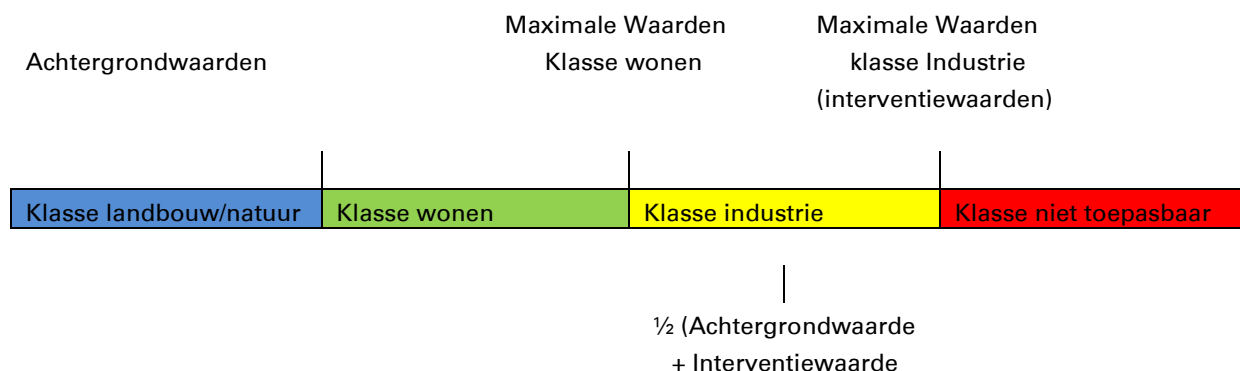 Maximale Waarden
Maximale Waarden
Achtergrondwaarden
Klasse wonen
klasse Industrie
(interventiewaarden)
Klasse landbouw/natuur
Klasse wonen
Klasse industrie
Klasse niet toepasbaar
½ (Achtergrondwaarde
+ Interventiewaarde